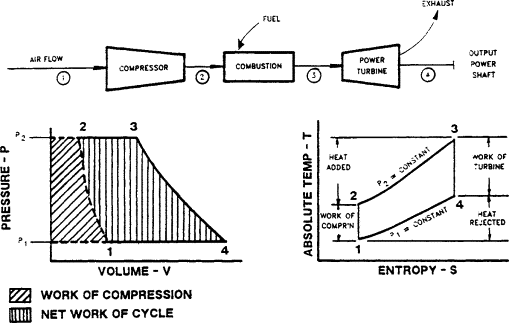 FUEL
EXHAUST
AIR FLOW
COMPRESSOR
COMBUSTION
POWER
TURBINE
OUTPUT
POWER
SHAFT
1
2
3
4
PRESSURE - P
P2
P1
2
3
1
4
VOLUME - V
WORK OF COMPRESSION
NET WORK OF CYCLE
ABSOLUTE TEMP - T
HEAT
ADDED
WORK OF
COMPR'N
P2 = CONSTANT
P1 = CONSTANT
2
1
3
4
WORK OF
TURBINE
HEAT
REJECTED
ENTROPY - S